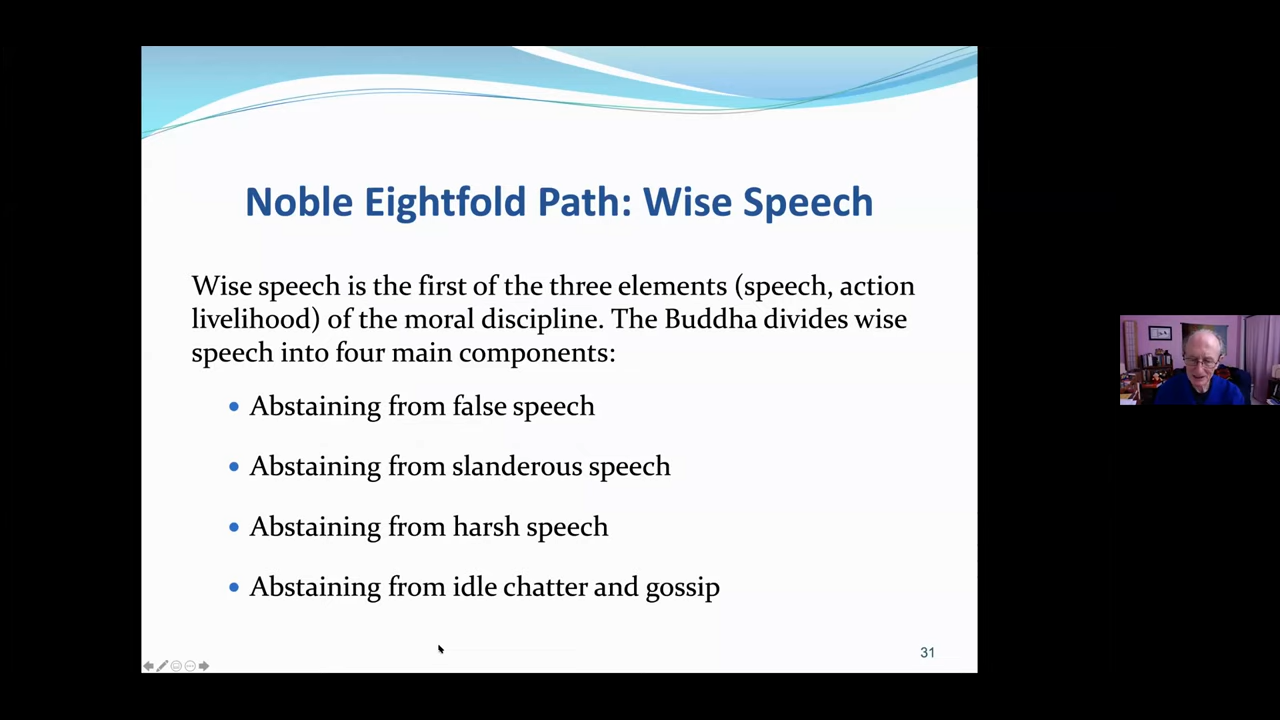 Noble Eightfold Path: Wise Speech
Wise speech is the first of the three elements (speech, action
livelihood) of the moral discipline. The Buddha divides wise
speech into four main components:
• Abstaining from false speech
• Abstaining from slanderous speech
• Abstaining from harsh speech
• Abstaining from idle chatter and gossip
31